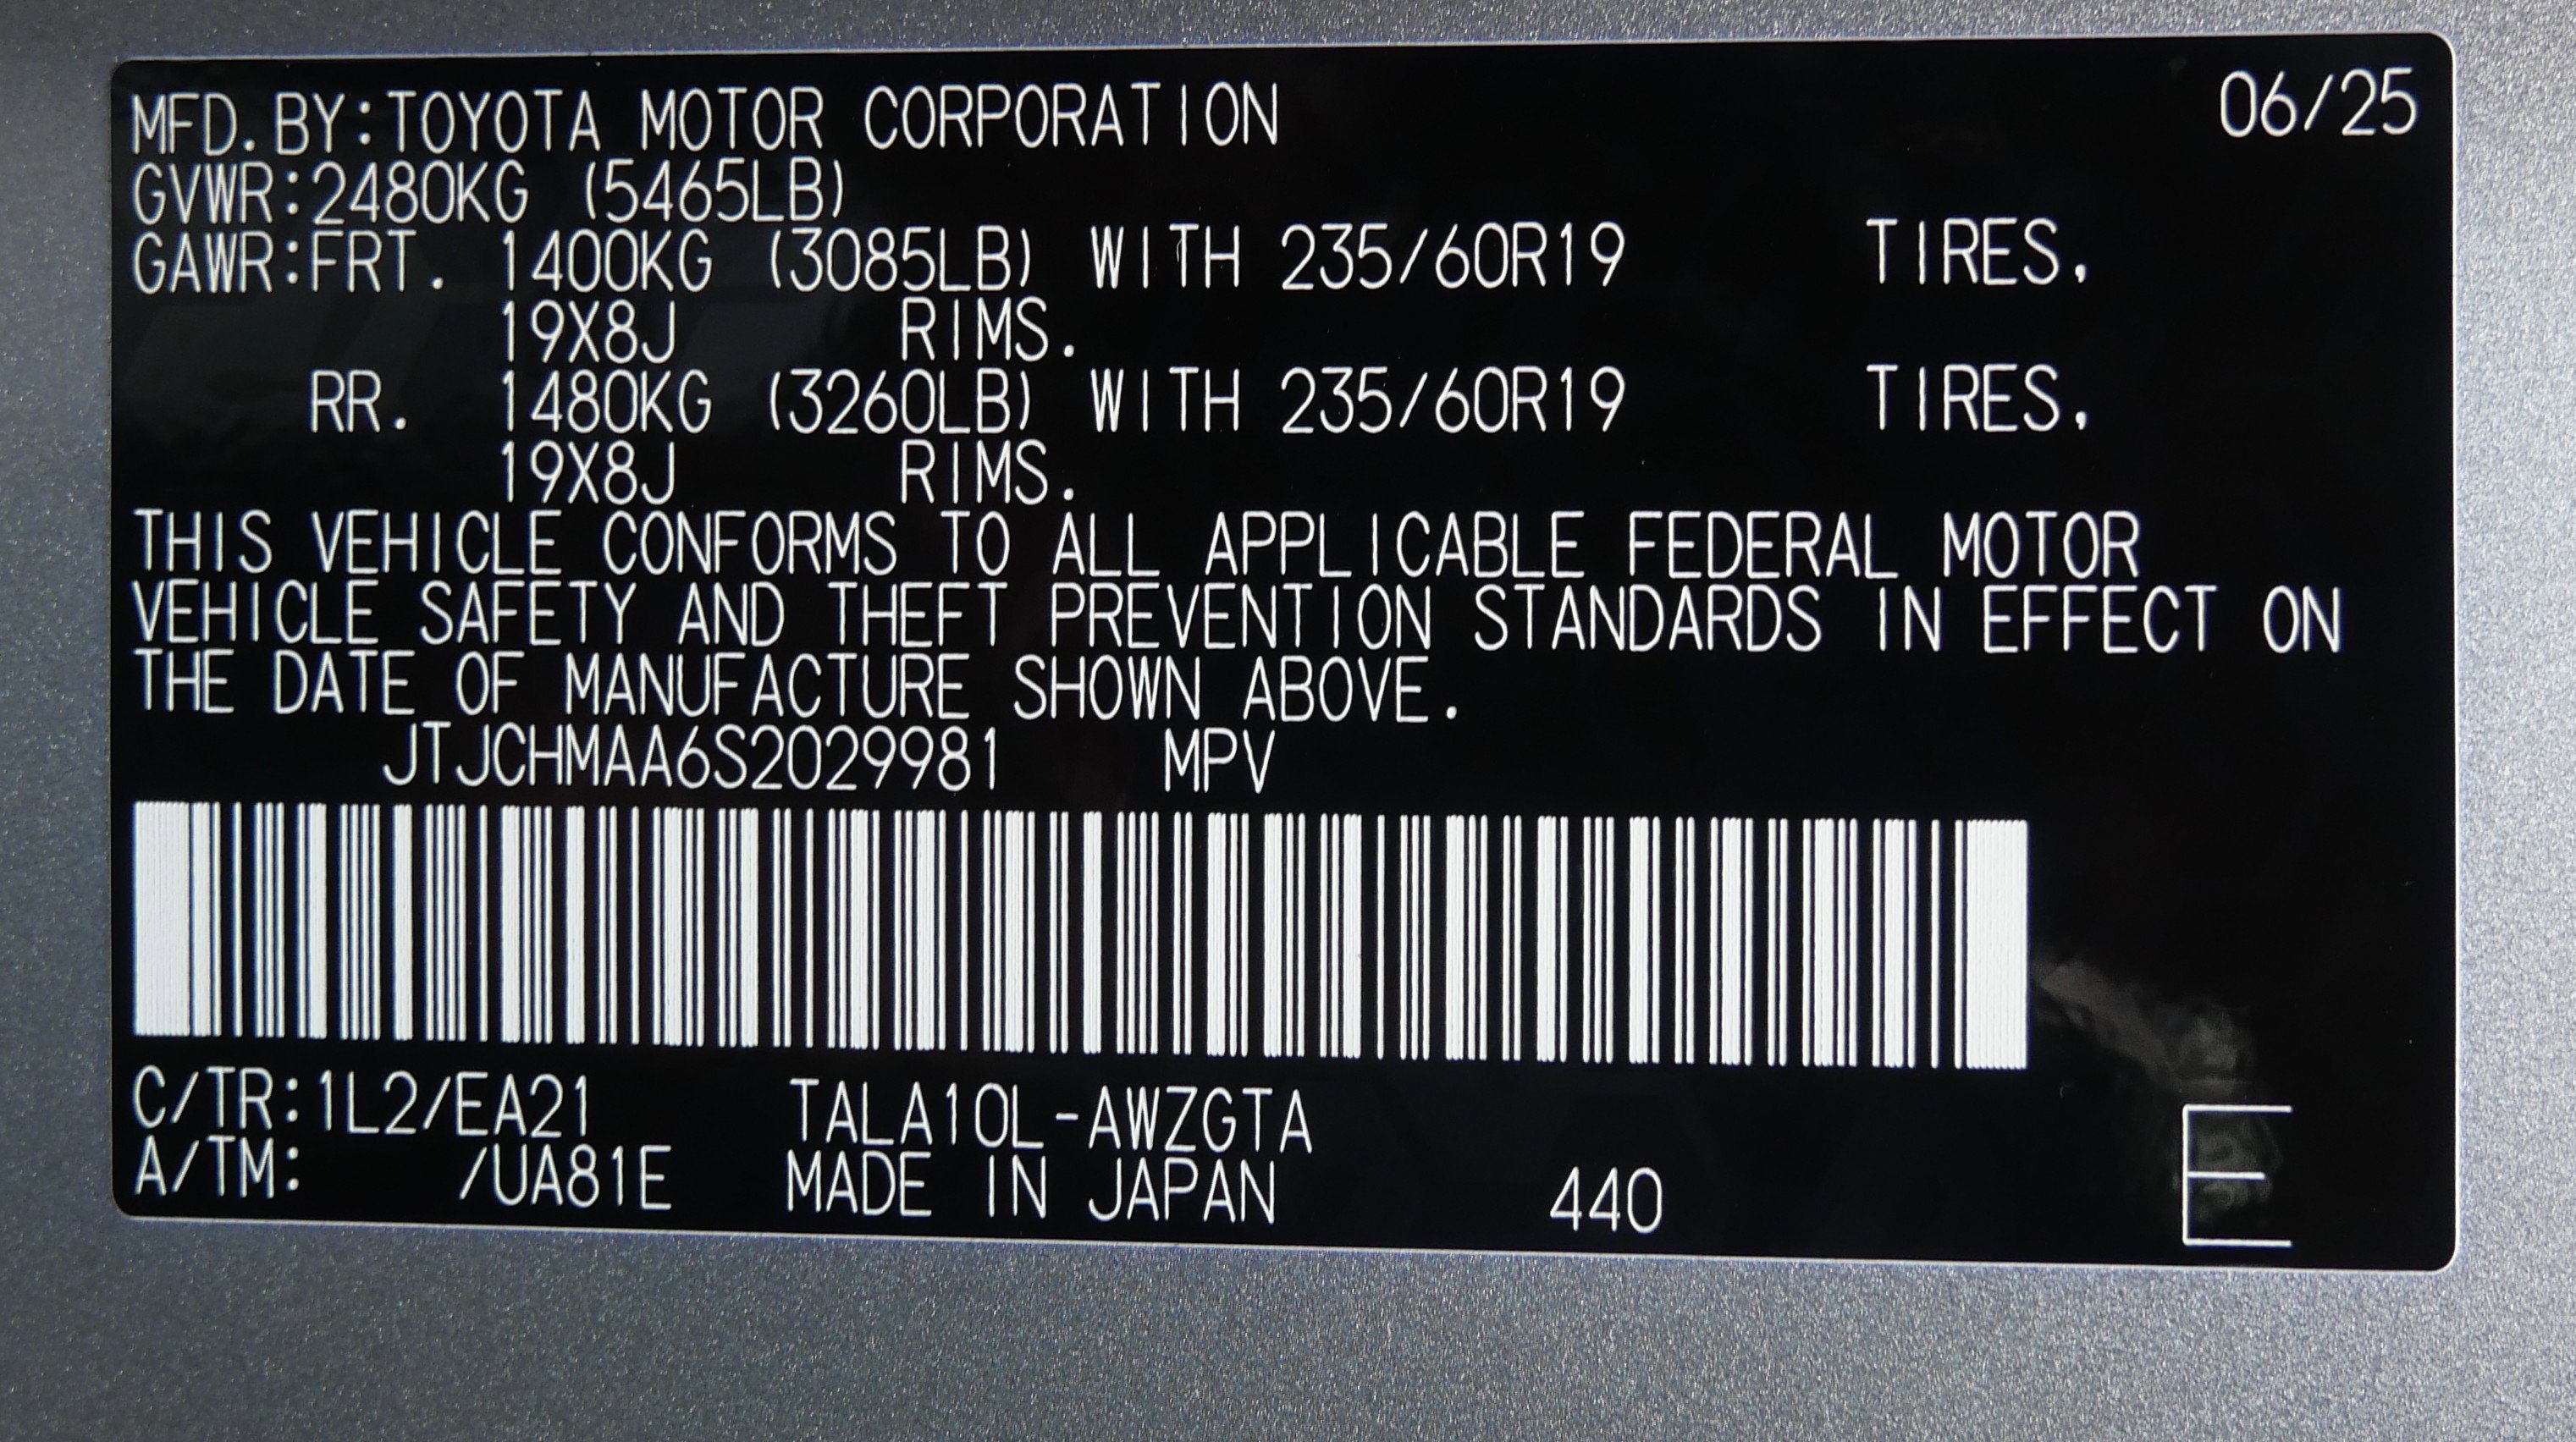 MFD.BY:TOYOTA MOTOR CORPORATION 06/25
GVWR:2480KG (5465LB)
GAWR:FRT. 1400KG (3085LB) WITH 235/60R19 TIRES,
19X8J RIMS.
RR. 1480KG (3260LB) WITH 235/60R19 TIRES,
19X8J RIMS.
THIS VEHICLE CONFORMS TO ALL APPLICABLE FEDERAL MOTOR
VEHICLE SAFETY AND THEFT PREVENTION STANDARDS IN EFFECT ON
THE DATE OF MANUFACTURE SHOWN ABOVE.
JTJCHMAA6S2029981 MPV
C/TR:1L2/EA21 TALA10L-AWZGTA
A/TM: /UA81E MADE IN JAPAN 440 E